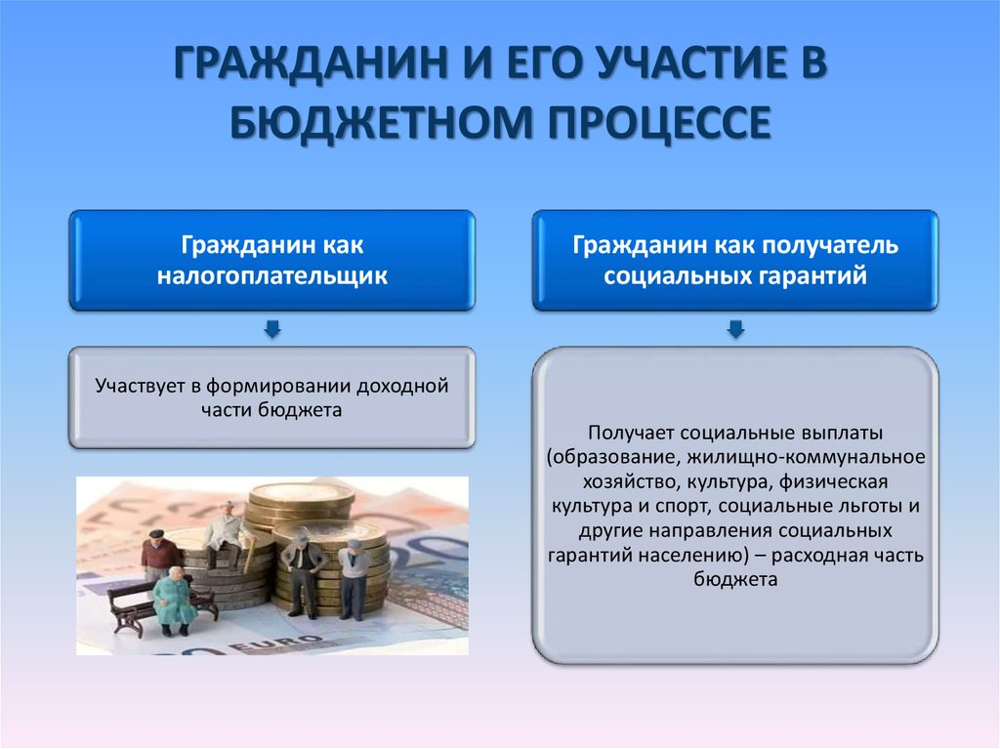 ГРАЖДАНИН И ЕГО УЧАСТИЕ В
БЮДЖЕТНОМ ПРОЦЕССЕ
Гражданин как
налогоплательщик
Участвует в формировании доходной
части бюджета
EURO
Гражданин как получатель
социальных гарантий
Получает социальные выплаты
(образование, жилищно-коммунальное
хозяйство, культура, физическая
культура и спорт, социальные льготы и
другие направления социальных
гарантий населению) – расходная часть
бюджета